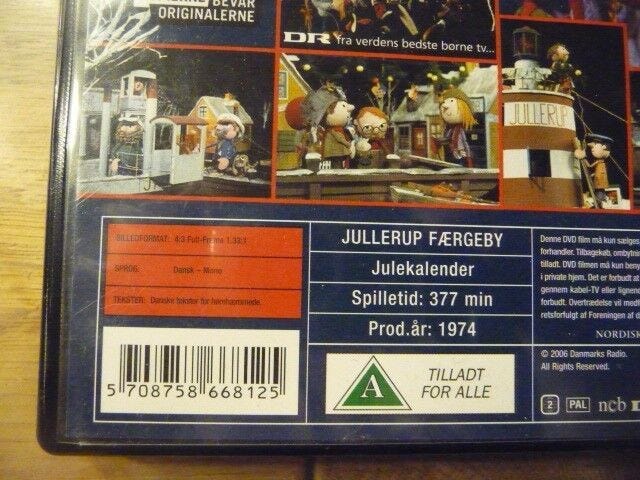 BEVAR
ORIGINALERNE
DR fra verdens bedste børne tv...
JULLERUP
BILLEDFORMAT: 4:3 Full-Frame 1.33:1
SPROG: Dansk – Mono
TEKSTER: Danske tekster for hørehæmmede.
JULLERUP FÆRGEBY
Julekalender
Spilletid: 377 min
Prod.år: 1974
Denne DVD film må kun sælges
forhandler. Tilbagekøb, ombytnin
tilladt. DVD filmen må kun beny
i private hjem. Det er forbudt at
gennem kabel-TV eller lignend
forbudt. Overtrædelse vil med
retsforfulgt af Foreningen af d
NORDISK
© 2006 Danmarks Radio.
All Rights Reserved.
5 708758 668125
A
TILLADT
FOR ALLE
2 PAL ncb